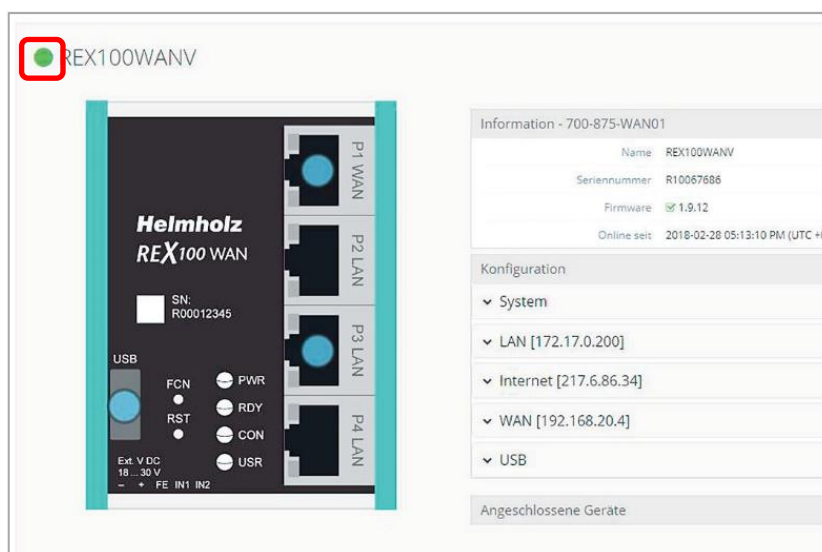 REX100WANV
Helmholz
REX100 WAN
SN:
R00012345
USB
FCN
RST
PWR
RDY
CON
USR
Ext. V DC
18 ... 30 V
– + FE IN1 IN2
P1 WAN
P2 LAN
P3 LAN
P4 LAN
Information - 700-875-WAN01
Name REX100WANV
Seriennummer R10067686
Firmware 1.9.12
Online seit 2018-02-28 05:13:10 PM (UTC +
Konfiguration
System
LAN [172.17.0.200]
Internet [217.6.86.34]
WAN [192.168.20.4]
USB
Angeschlossene Geräte